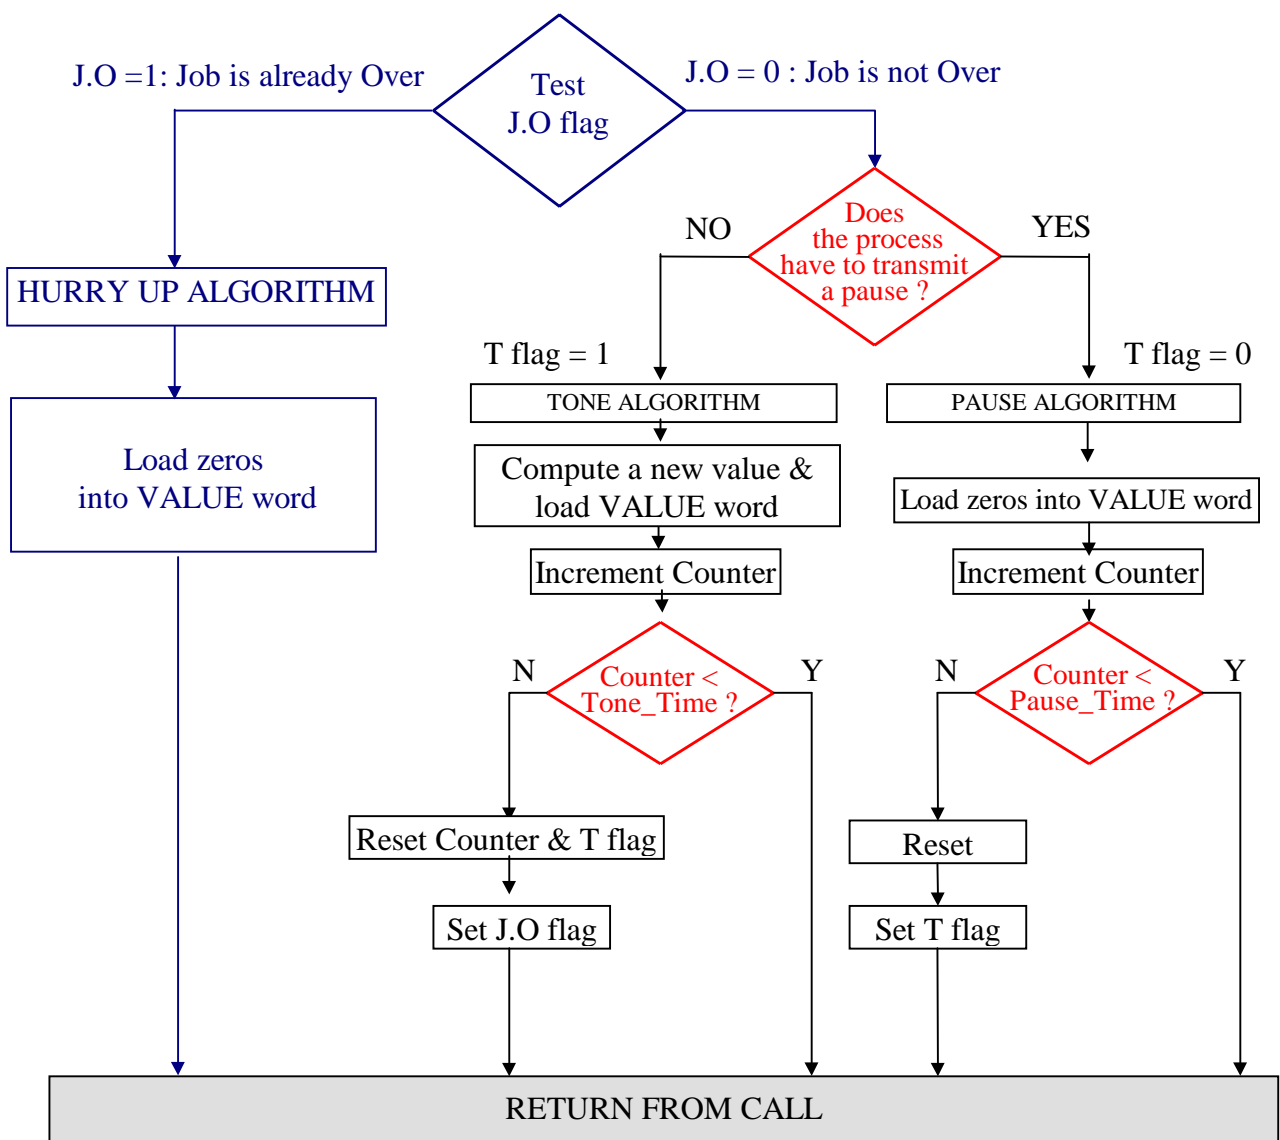 J.O =1: Job is already Over
Test
J.O flag
J.O = 0 : Job is not Over
Does
the process
have to transmit
a pause ?
NO
YES
HURRY UP ALGORITHM
Load zeros
into VALUE word
T flag = 1
T flag = 0
TONE ALGORITHM
PAUSE ALGORITHM
Compute a new value &
load VALUE word
Load zeros into VALUE word
Increment Counter
Increment Counter
N
Counter <
Tone_Time ?
Y
N
Counter <
Pause_Time ?
Y
Reset Counter & T flag
Reset
Set J.O flag
Set T flag
RETURN FROM CALL